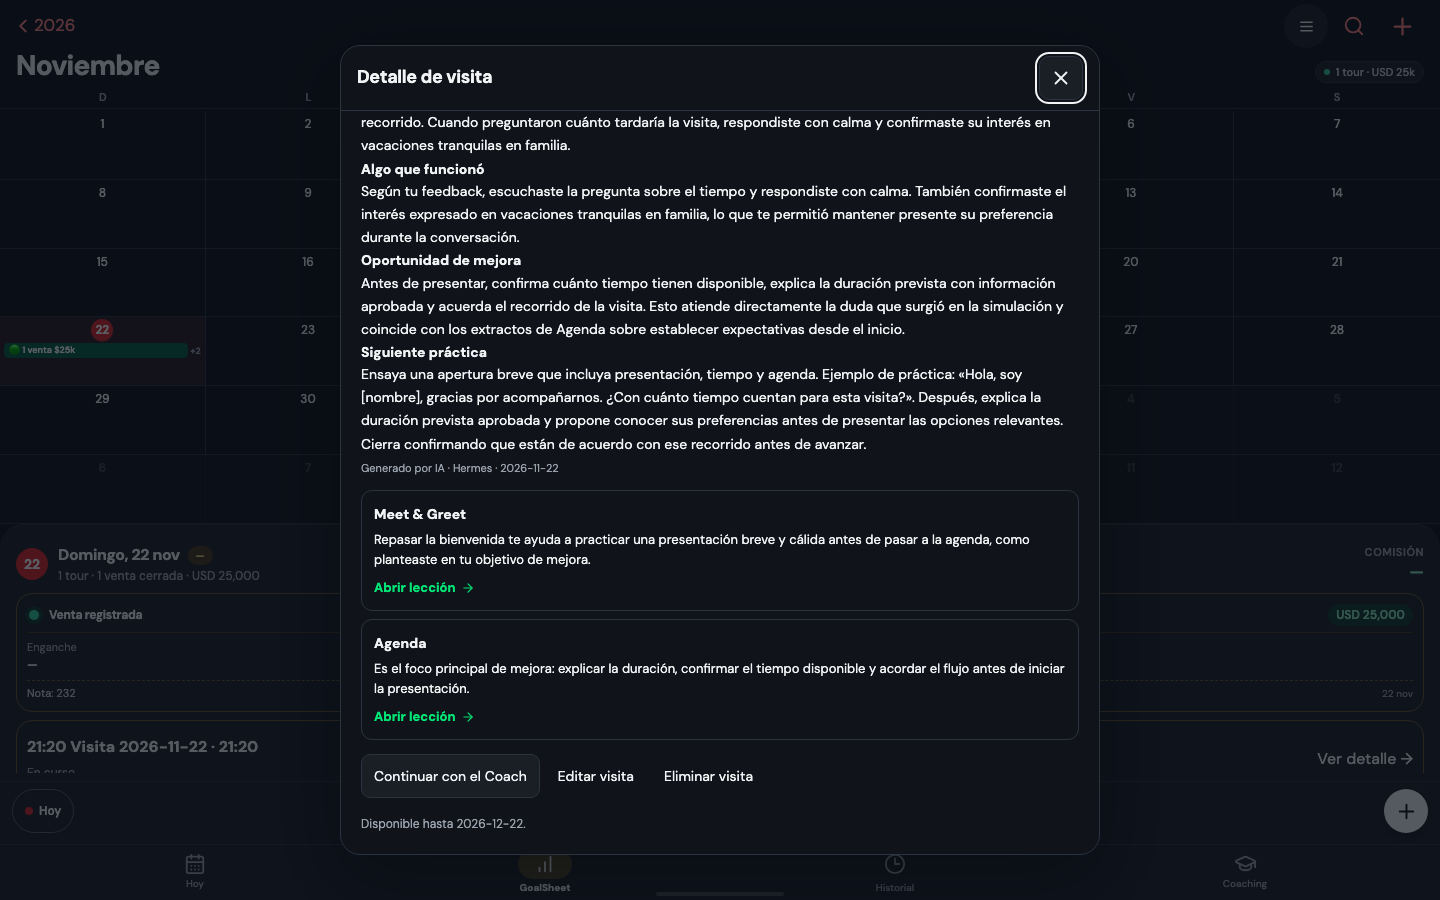 2026
Noviembre
1 tour · USD 25k
D L V S
1 2 6 7
8 9 13 14
15 16 20 21
22 23 27 28
1 venta $25k +2
29 30 4 5
6 7 11 12
Detalle de visita
recorrido. Cuando preguntaron cuánto tardaría la visita, respondiste con calma y confirmaste su interés en
vacaciones tranquilas en familia.
Algo que funcionó
Según tu feedback, escuchaste la pregunta sobre el tiempo y respondiste con calma. También confirmaste el
interés expresado en vacaciones tranquilas en familia, lo que te permitió mantener presente su preferencia
durante la conversación.
Oportunidad de mejora
Antes de presentar, confirma cuánto tiempo tienen disponible, explica la duración prevista con información
aprobada y acuerda el recorrido de la visita. Esto atiende directamente la duda que surgió en la simulación y
coincide con los extractos de Agenda sobre establecer expectativas desde el inicio.
Siguiente práctica
Ensaya una apertura breve que incluya presentación, tiempo y agenda. Ejemplo de práctica: «Hola, soy
[nombre], gracias por acompañarnos. ¿Con cuánto tiempo cuentan para esta visita?». Después, explica la
duración prevista aprobada y propone conocer sus preferencias antes de presentar las opciones relevantes.
Cierra confirmando que están de acuerdo con ese recorrido antes de avanzar.
Generado por IA · Hermes · 2026-11-22
Meet & Greet
Repasar la bienvenida te ayuda a practicar una presentación breve y cálida antes de pasar a la agenda, como
planteaste en tu objetivo de mejora.
Abrir lección →
Agenda
Es el foco principal de mejora: explicar la duración, confirmar el tiempo disponible y acordar el flujo antes de iniciar
la presentación.
Abrir lección →
Continuar con el Coach Editar visita Eliminar visita
Disponible hasta 2026-12-22.
22 Domingo, 22 nov –
1 tour · 1 venta cerrada · USD 25,000
COMISIÓN
—
Venta registrada USD 25,000
Enganche
—
Nota: 232 22 nov
21:20 Visita 2026-11-22 · 21:20
En curso
Ver detalle →
Hoy
Hoy GoalSheet Historial Coaching